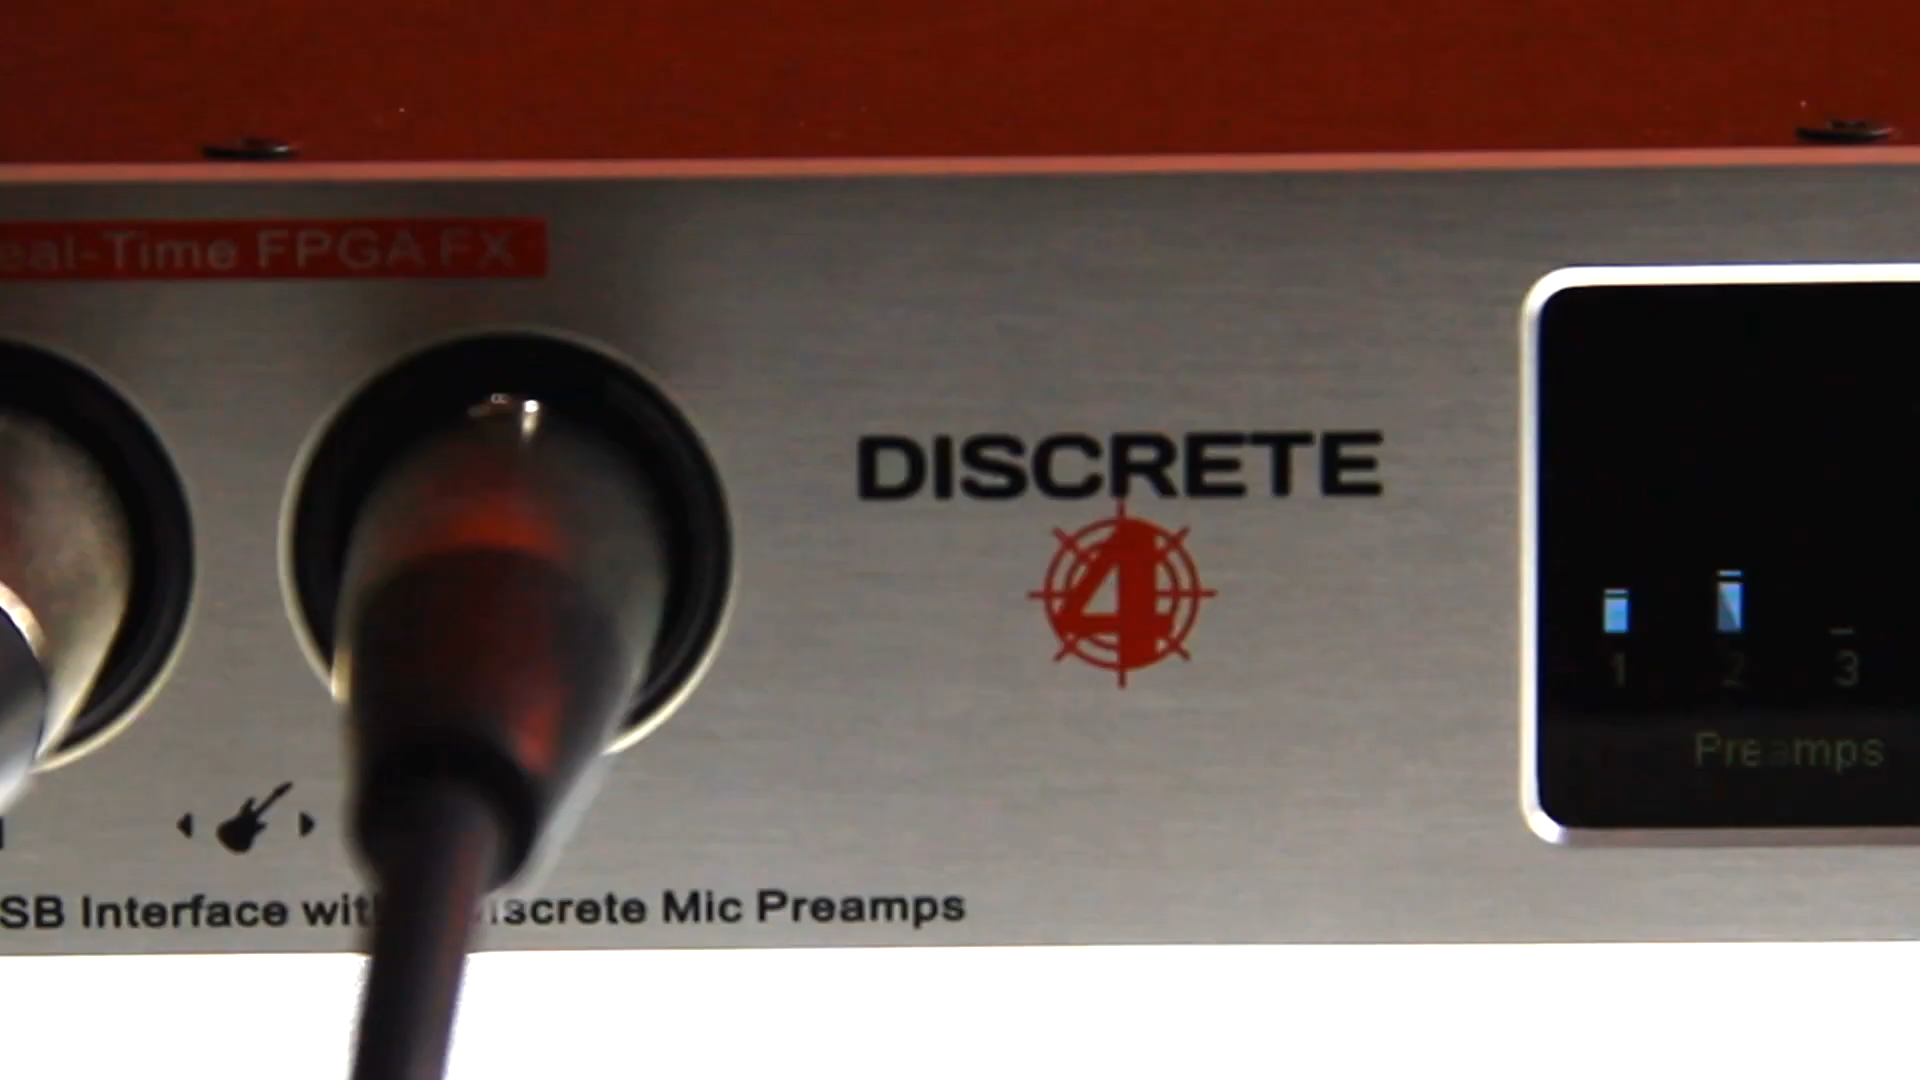 eal-Time FPGA FX
DISCRETE
4
1 2 3
Preamps
SB Interface wit iscrete Mic Preamps